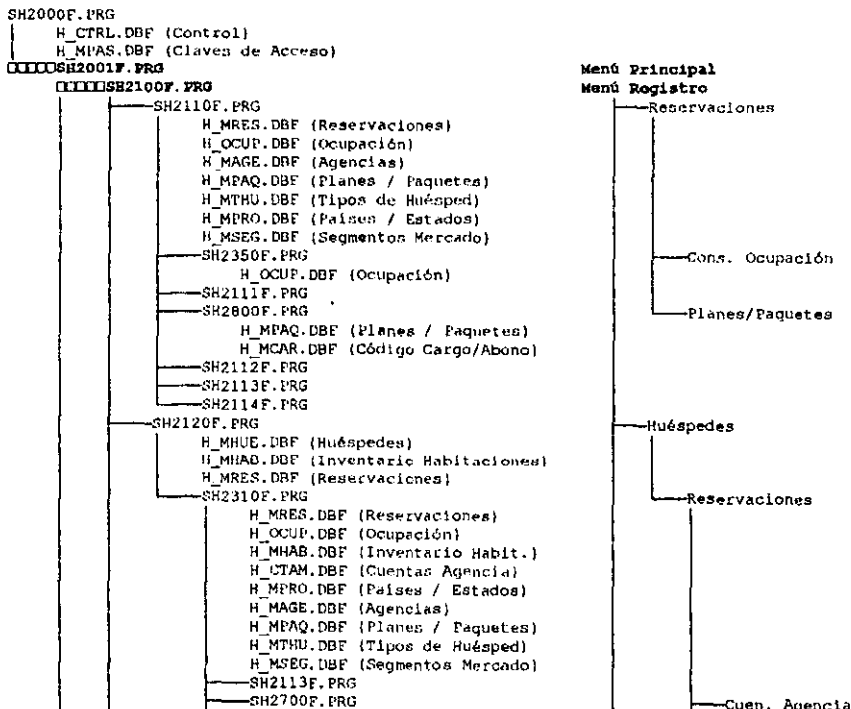 SH2000F.PRG
H_CTRL.DBF (Control)
H_MPAS.DBF (Claves de Acceso)
SH2001F.PRG Menú Principal
SH2100F.PRG Menú Rogistro
SH2110F.PRG Reservaciones
H_MRES.DBF (Reservaciones)
H_OCUP.DBF (Ocupación)
H_MAGE.DBF (Agencias)
H_MPAQ.DBF (Planes / Paquetes)
H_MTHU.DBF (Tipos de Huésped)
H_MPRO.DBF (Países / Estados)
H_MSEG.DBF (Segmentos Mercado)
SH2350F.PRG Cons. Ocupación
H_OCUP.DBF (Ocupación)
SH2111F.PRG
SH2800F.PRG Planes/Paquetes
H_MPAQ.DBF (Planes / Paquetes)
H_MCAR.DBF (Código Cargo/Abono)
SH2112F.PRG
SH2113F.PRG
SH2114F.PRG
SH2120F.PRG Huéspedes
H_MHUE.DBF (Huéspedes)
H_MHAB.DBF (Inventario Habitaciones)
H_MRES.DBF (Reservaciones)
SH2310F.PRG Reservaciones
H_MRES.DBF (Reservaciones)
H_OCUP.DBF (Ocupación)
H_MHAB.DBF (Inventario Habit.)
H_CTAM.DBF (Cuentas Agencia)
H_MPRO.DBF (Países / Estados)
H_MAGE.DBF (Agencias)
H_MPAQ.DBF (Planes / Paquetes)
H_MTHU.DBF (Tipos de Huésped)
H_MSEG.DBF (Segmentos Mercado)
SH2113F.PRG
SH2700F.PRG Cuen. Agencia